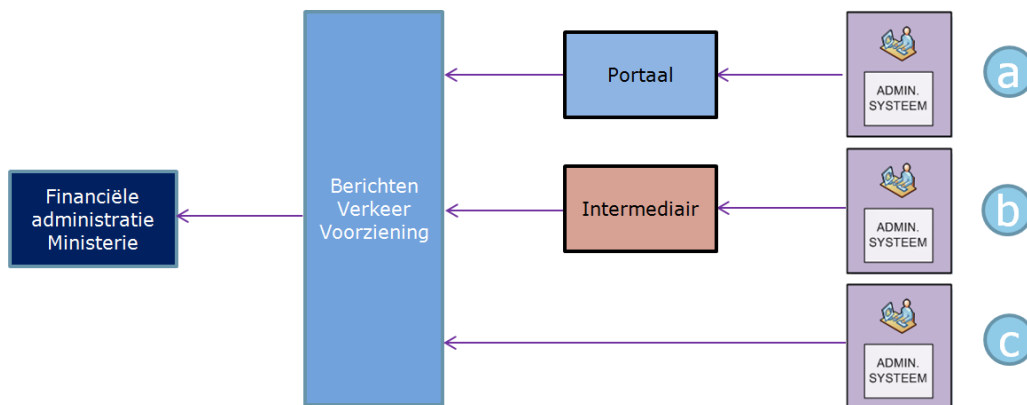 Financiële
administratie
Ministerie
Berichten
Verkeer
Voorziening
Portaal
ADMIN.
SYSTEEM
a
Intermediair
ADMIN.
SYSTEEM
b
ADMIN.
SYSTEEM
c